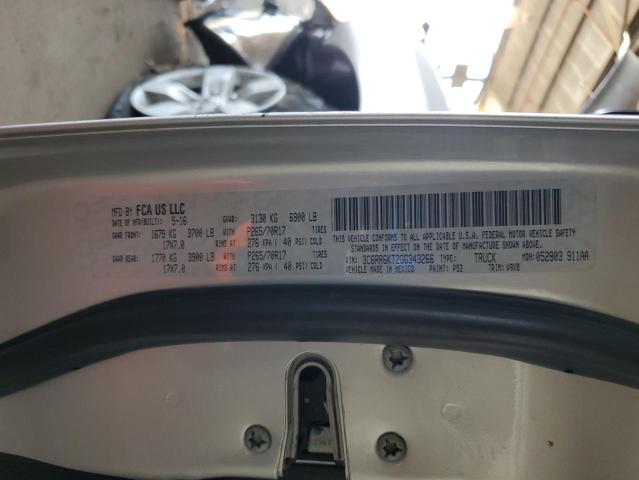 MFD BY FCA US LLC
DATE OF MFR(BUILT): 5-16 GVWR: 3130 KG 6900 LB
GAWR FRONT: 1679 KG 3700 LB WITH P265/70R17
17X7.0 RIMS AT 276 KPA ( 40 PSI) COLD
GAWR REAR: 1770 KG 3900 LB WITH P265/70R17
17X7.0 RIMS AT 276 KPA ( 40 PSI) COLD
THIS VEHICLE CONFORMS TO ALL APPLICABLE U.S.A. FEDERAL MOTOR VEHICLE
SAFETY STANDARDS IN EFFECT ON THE DATE OF MANUFACTURE SHOWN ABOVE.
VIN: 3C6RR6KT2GG343266 TYPE: TRUCK MDH: 052803 911AA
VEHICLE MADE IN MEXICO PAINT: PS2 TRIM: V9X8